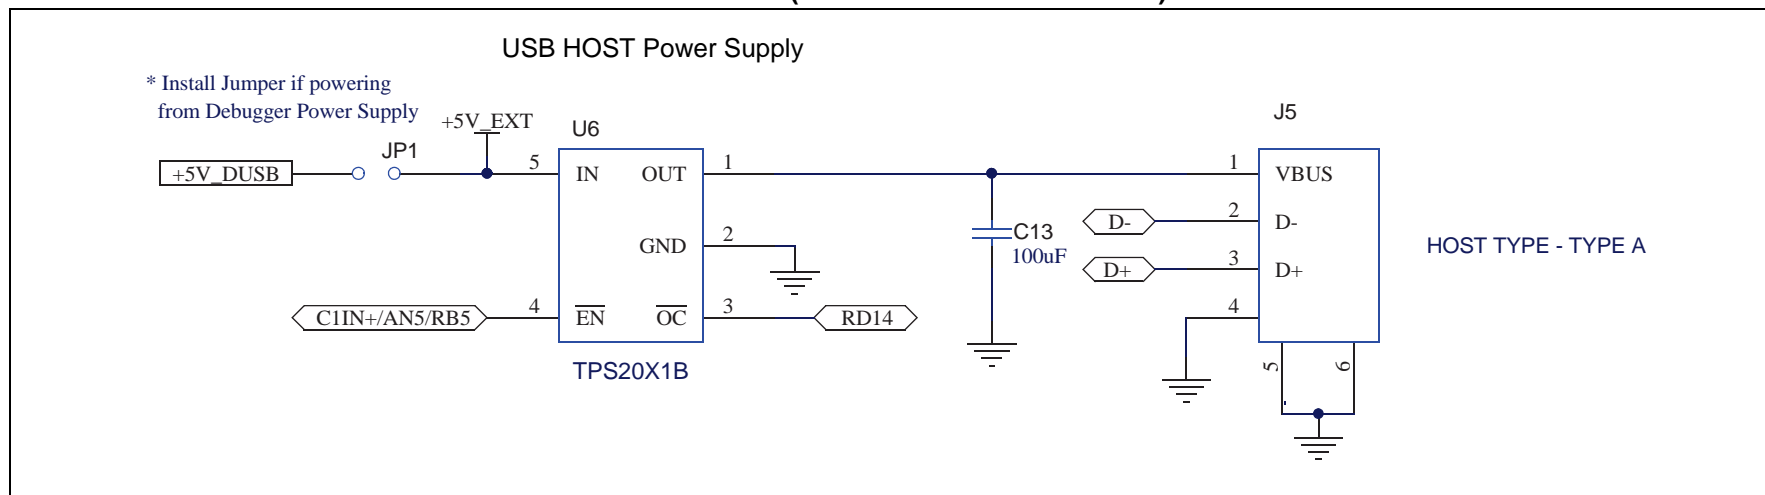 USB HOST Power Supply
* Install Jumper if powering
from Debugger Power Supply
+5V_EXT
U6
J5
JP1
+5V_DUSB
5
IN
OUT
1
1
VBUS
D-
2
D-
GND
2
C13
100uF
D+
3
D+
HOST TYPE - TYPE A
C1IN+/AN5/RB5
4
EN
OC
3
RD14
4
TPS20X1B
5
6